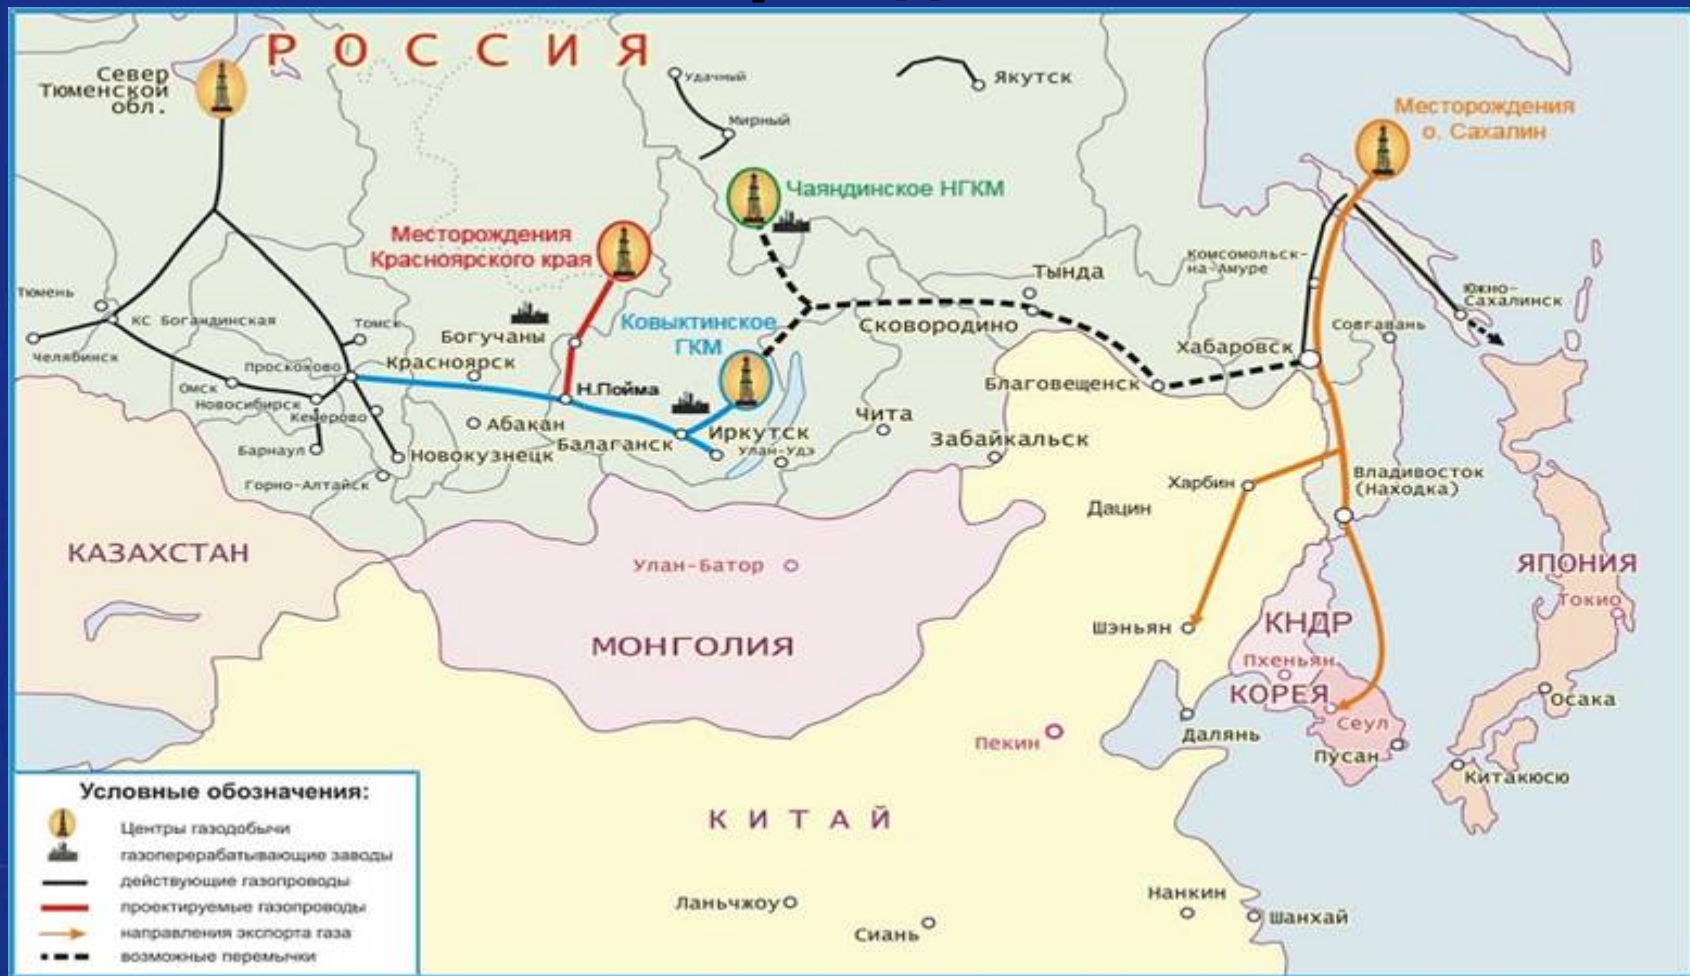 РОССИЯ
Север
Тюменской
обл.
Удачный
Якутск
Мирный
Месторождения
о. Сахалин
Чаяндинское НГКМ
Месторождения
Красноярского края
Комсомольск-
на-Амуре
Тында
Южно-
Сахалинск
Тюмень
КС Богандинская
Томск
Богучаны
Ковыктинское
ГКМ
Сковородино
Совгавань
Хабаровск
Челябинск
Просоково
Красноярск
Н.Пойма
Благовещенск
Омск
Новосибирск
Кемерово
Абакан
Балаганск
Иркутск
Улан-Удэ
Чита
Забайкальск
Барнаул
Новокузнецк
Горно-Алтайск
Харбин
Владивосток
(Находка)
Дацин
КАЗАХСТАН
Улан-Батор
ЯПОНИЯ
Токио
МОНГОЛИЯ
Шэньян
КНДР
Пхеньян
КОРЕЯ
Сеул
Осака
Пекин
Далянь
Пусан
Китакюсю
КИТАЙ
Ланьчжоу
Сиань
Нанкин
Шанхай
Условные обозначения:
Центры газодобычи
газоперерабатывающие заводы
действующие газопроводы
проектируемые газопроводы
направления экспорта газа
возможные перемычки